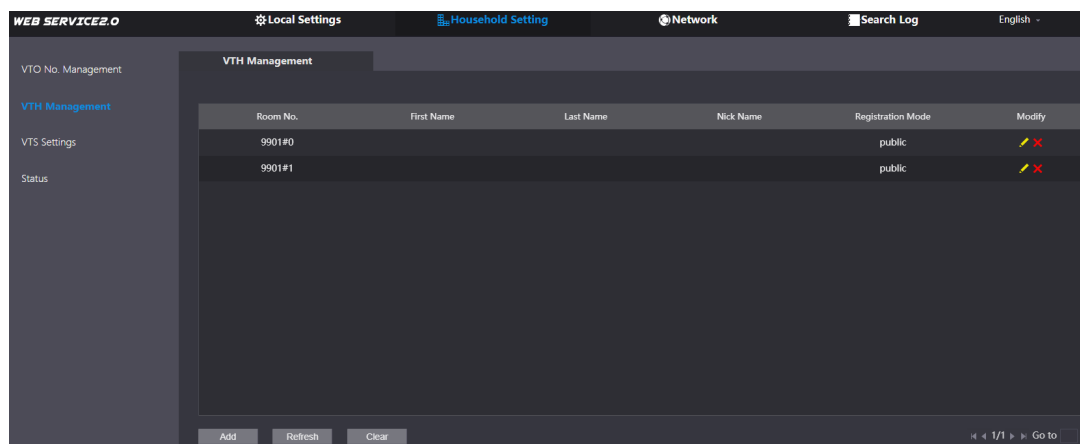 WEB SERVICE2.0 Local Settings Household Setting Network Search Log English
VTO No. Management
VTH Management
VTS Settings
Status
VTH Management
Room No. First Name Last Name Nick Name Registration Mode Modify
9901#0 public
9901#1 public
Add Refresh Clear 1/1 Go to